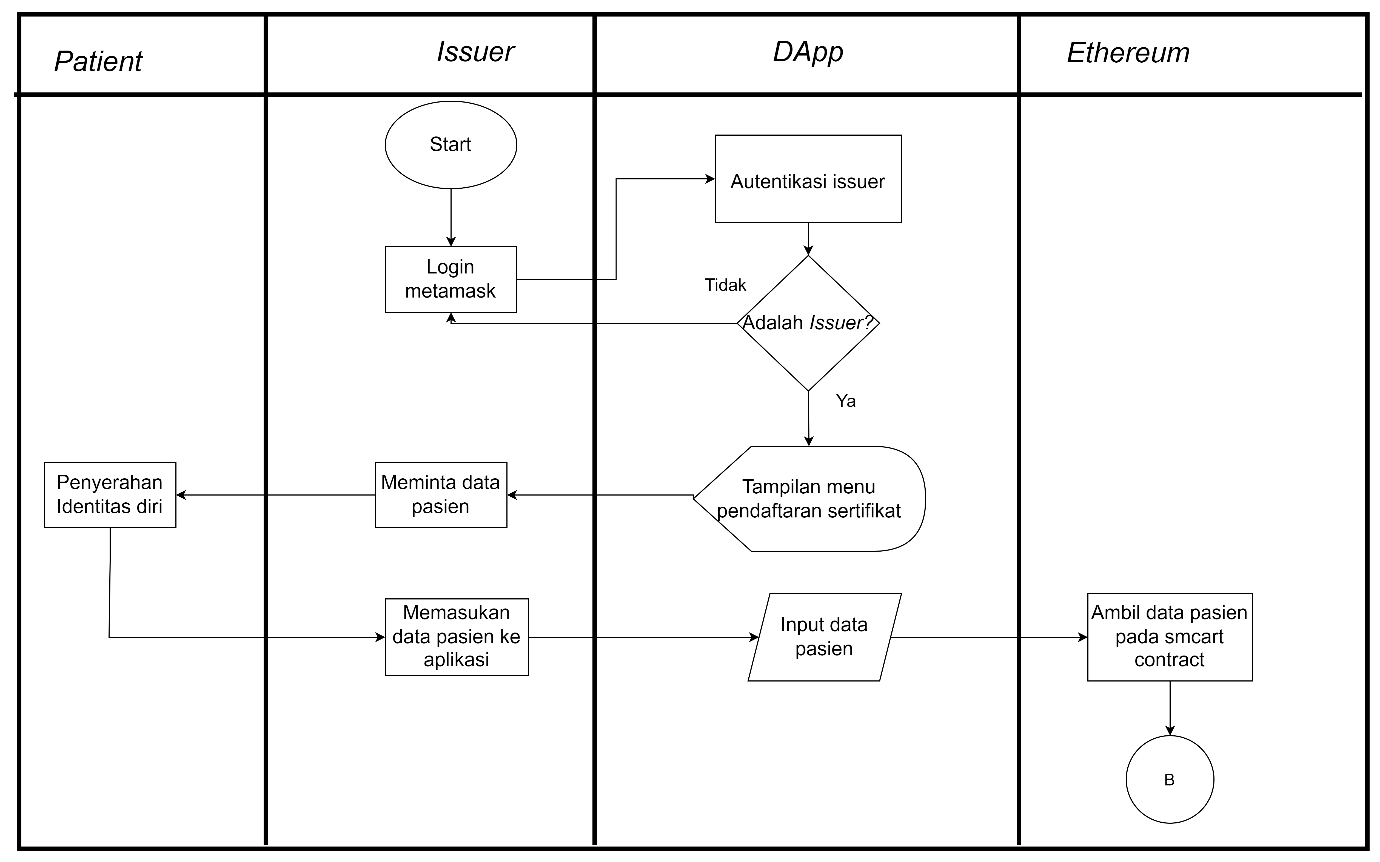 Patient
Issuer
DApp
Ethereum
Start
Autentikasi issuer
Login
metamask
Tidak
Adalah Issuer?
Ya
Penyerahan
Identitas diri
Meminta data
pasien
Tampilan menu
pendaftaran sertifikat
Memasukan
data pasien ke
aplikasi
Input data
pasien
Ambil data pasien
pada smcart
contract
B